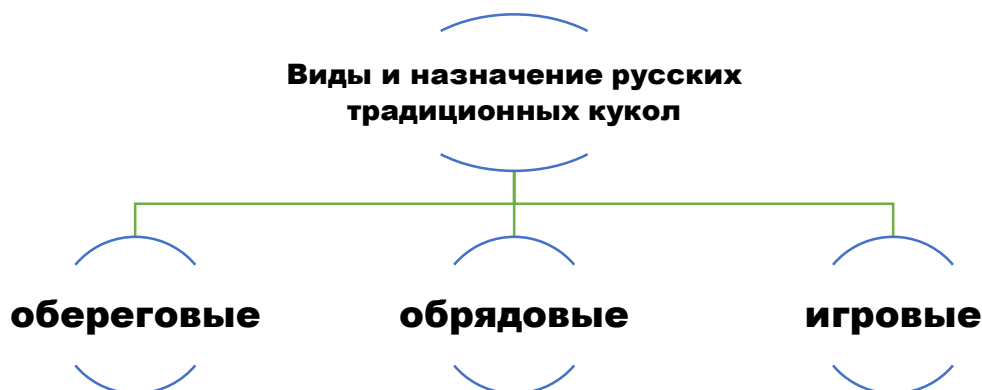 Виды и назначение русских
традиционных кукол
обереговые
обрядовые
игровые